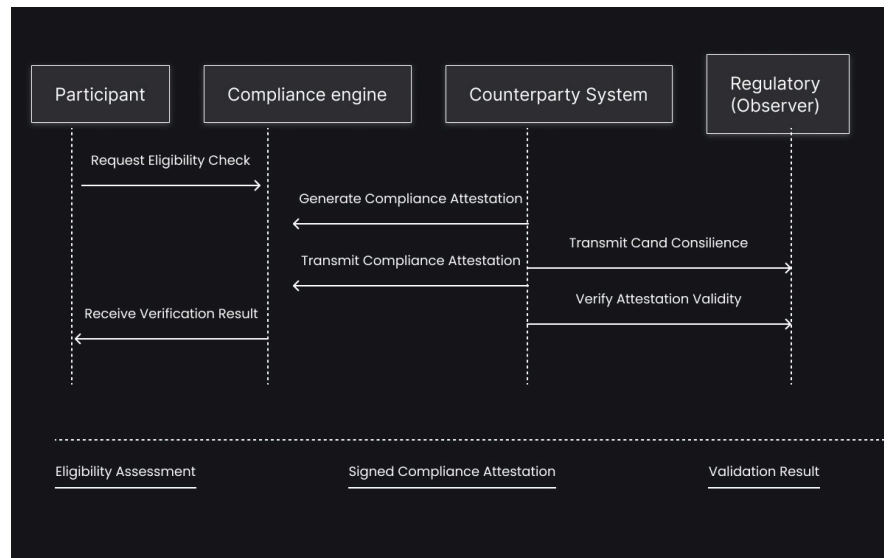 Participant
Compliance engine
Counterparty System
Regulatory
(Observer)
Request Eligibility Check
Generate Compliance Attestation
Transmit Cand Consilience
Transmit Compliance Attestation
Verify Attestation Validity
Receive Verification Result
Eligibility Assessment
Signed Compliance Attestation
Validation Result